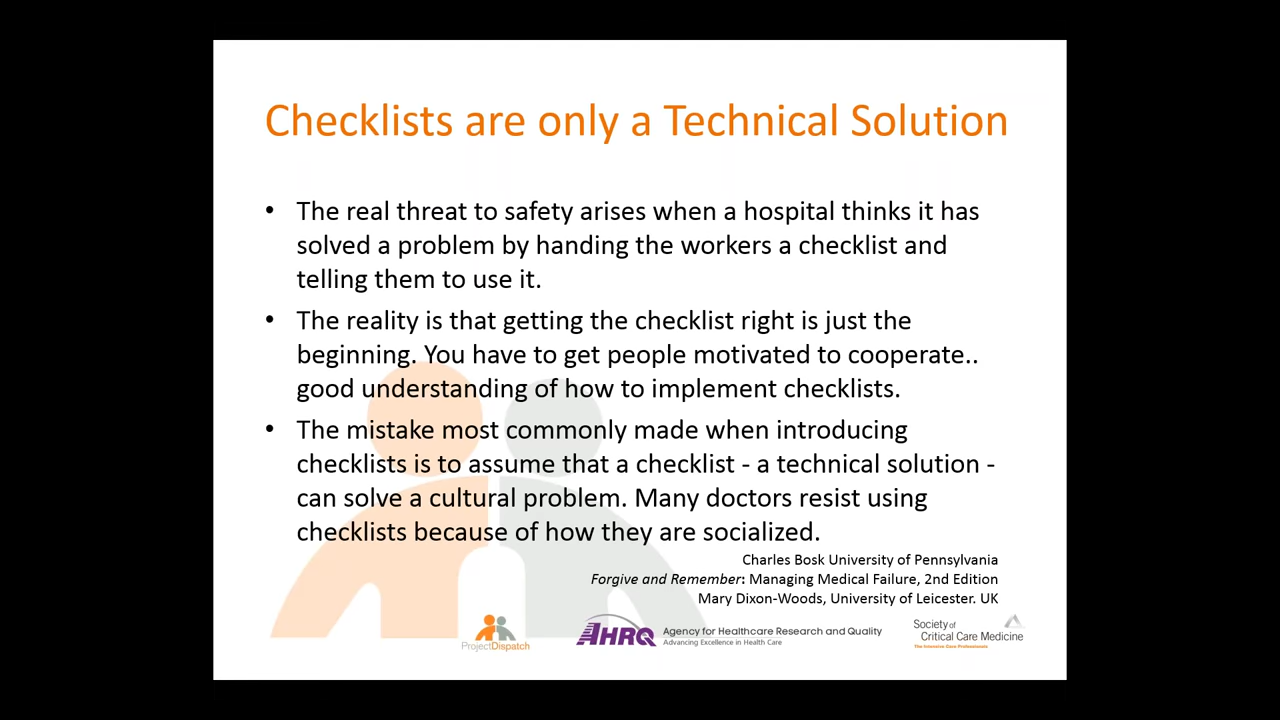 Checklists are only a Technical Solution
• The real threat to safety arises when a hospital thinks it has
solved a problem by handing the workers a checklist and
telling them to use it.
• The reality is that getting the checklist right is just the
beginning. You have to get people motivated to cooperate..
good understanding of how to implement checklists.
• The mistake most commonly made when introducing
checklists is to assume that a checklist - a technical solution -
can solve a cultural problem. Many doctors resist using
checklists because of how they are socialized.
Charles Bosk University of Pennsylvania
Forgive and Remember: Managing Medical Failure, 2nd Edition
Mary Dixon-Woods, University of Leicester. UK
ProjectDispatch
AHRQ
Agency for Healthcare Research and Quality
Advancing Excellence in Health Care
Society of
Critical Care Medicine
The Intensive Care Professionals